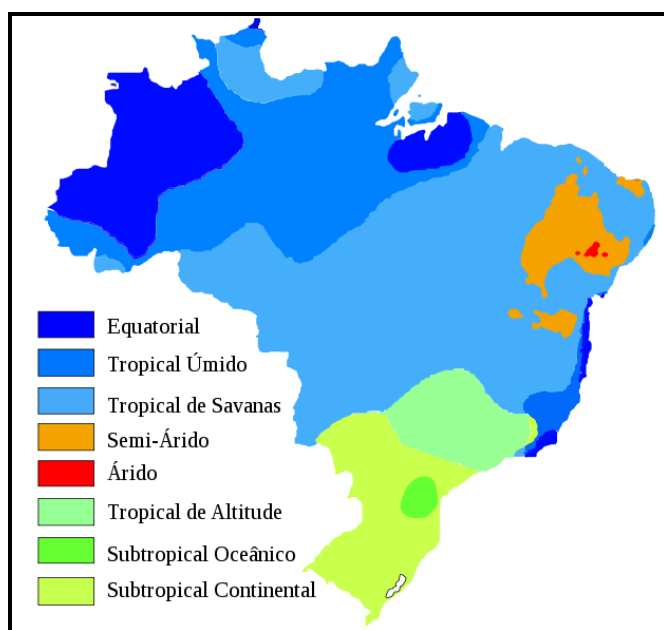 Equatorial
Tropical Úmido
Tropical de Savanas
Semi-Árido
Árido
Tropical de Altitude
Subtropical Oceânico
Subtropical Continental